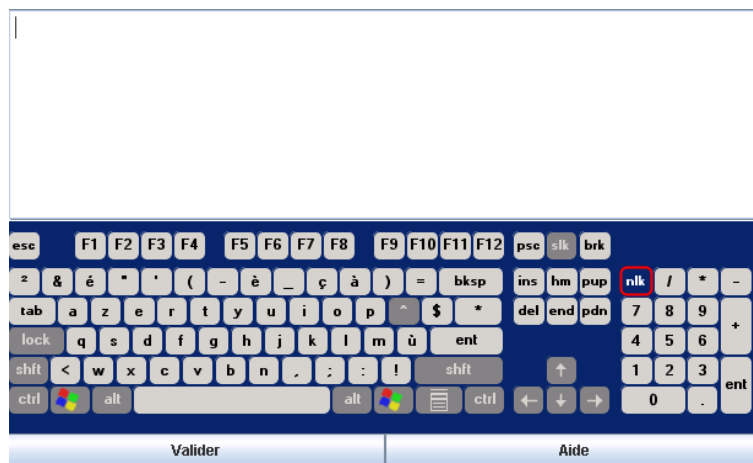 esc F1 F2 F3 F4 F5 F6 F7 F8 F9 F10 F11 F12 psc slk brk
² & é " ' ( - è _ ç à ) = bksp ins hm pup nlk / * -
tab a z e r t y u i o p ^ $ * del end pdn 7 8 9 +
lock q s d f g h j k l m ù ent 4 5 6
shft < w x c v b n , ; : ! shft ↑ 1 2 3 ent
ctrl alt alt ctrl ← ↓ → 0 .
Valider Aide